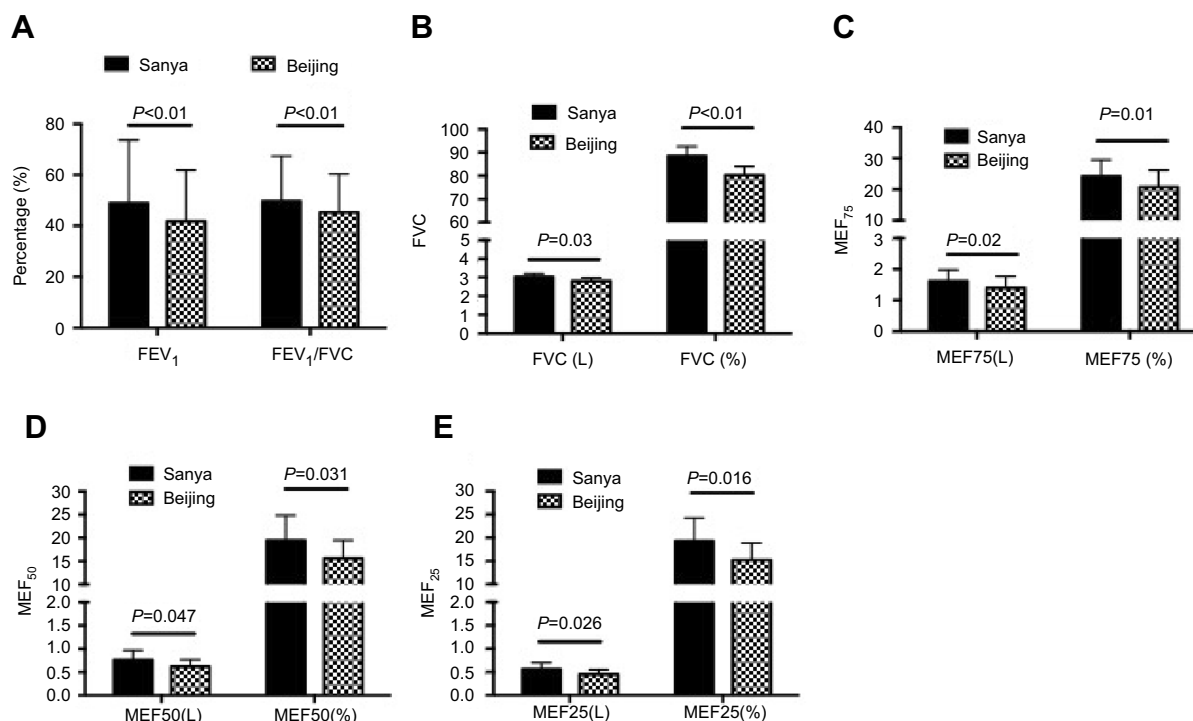 A
Sanya
Beijing
P<0.01
P<0.01
Percentage (%)
80
60
40
20
0
FEV1
FEV1/FVC
B
Sanya
Beijing
P<0.01
P=0.03
FVC
100
90
80
70
60
5
4
3
2
1
0
FVC (L)
FVC (%)
C
Sanya
Beijing
P=0.01
P=0.02
MEF75
40
30
20
10
3
2
1
0
MEF75(L)
MEF75 (%)
D
Sanya
Beijing
P=0.031
P=0.047
MEF50
30
25
20
15
10
2.0
1.5
1.0
0.5
0.0
MEF50(L)
MEF50(%)
E
Sanya
Beijing
P=0.016
P=0.026
MEF25
30
25
20
15
10
2.0
1.5
1.0
0.5
0.0
MEF25(L)
MEF25(%)